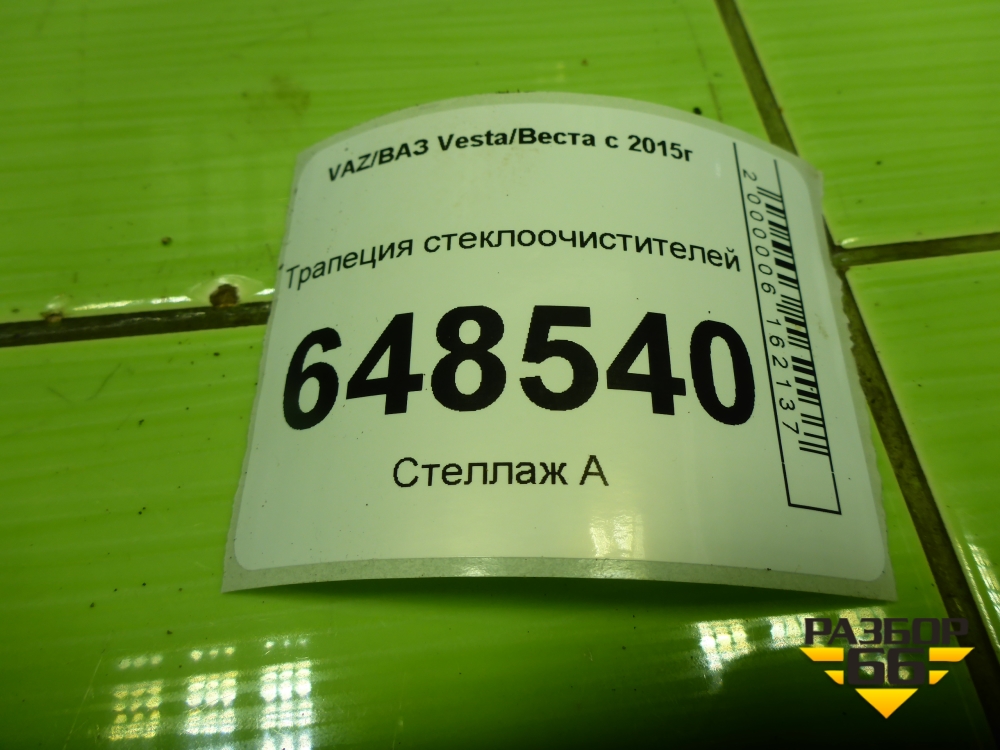 VAZ/ВАЗ Vesta/Веста с 2015г
Трапеция стеклоочистителей
648540
Стеллаж А
2000006162137
РАЗБОР
66